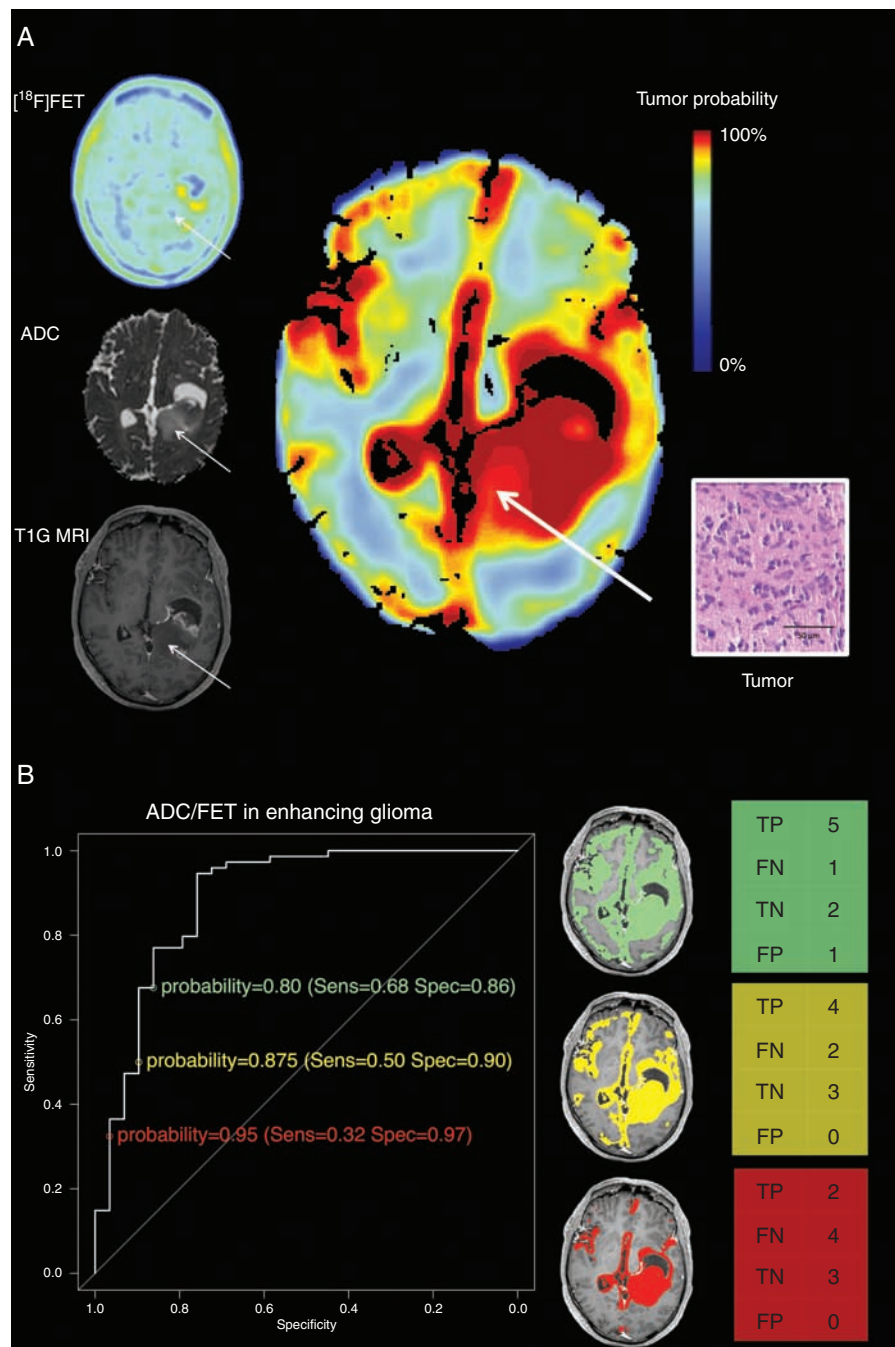 A
[¹⁸F]FET
Tumor probability
100%
0%
ADC
T1G MRI
50 µm
Tumor
B
ADC/FET in enhancing glioma
1.0
0.8
0.6
0.4
0.2
0.0
Sensitivity
probability=0.80 (Sens=0.68 Spec=0.86)
probability=0.875 (Sens=0.50 Spec=0.90)
probability=0.95 (Sens=0.32 Spec=0.97)
1.0 0.8 0.6 0.4 0.2 0.0
Specificity
TP 5
FN 1
TN 2
FP 1
TP 4
FN 2
TN 3
FP 0
TP 2
FN 4
TN 3
FP 0